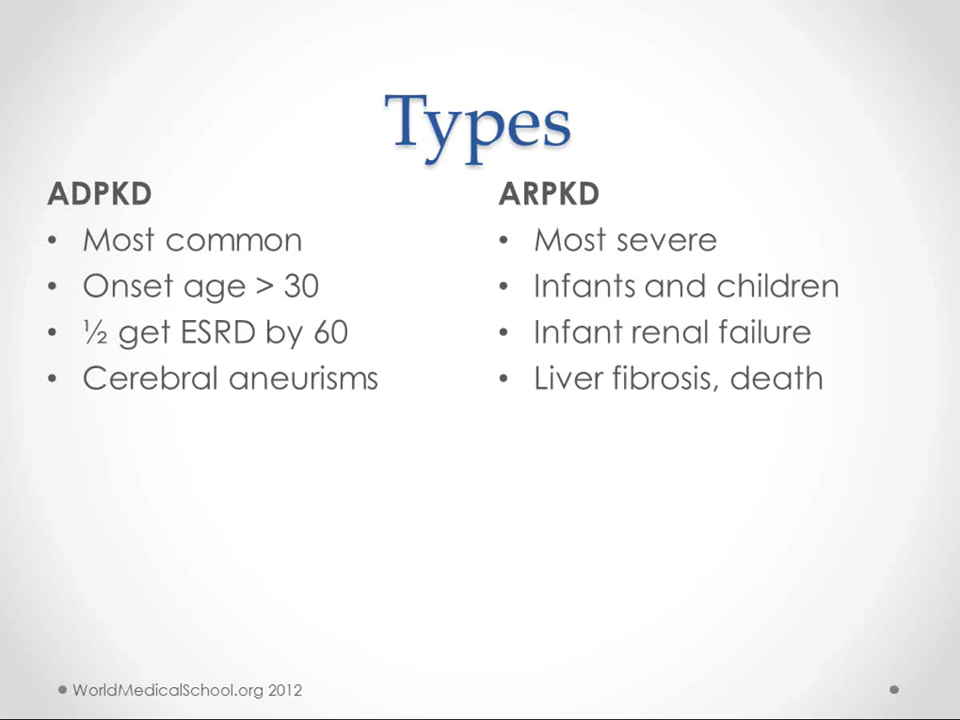 Types
ADPKD
• Most common
• Onset age > 30
• ½ get ESRD by 60
• Cerebral aneurisms
ARPKD
• Most severe
• Infants and children
• Infant renal failure
• Liver fibrosis, death
WorldMedicalSchool.org 2012